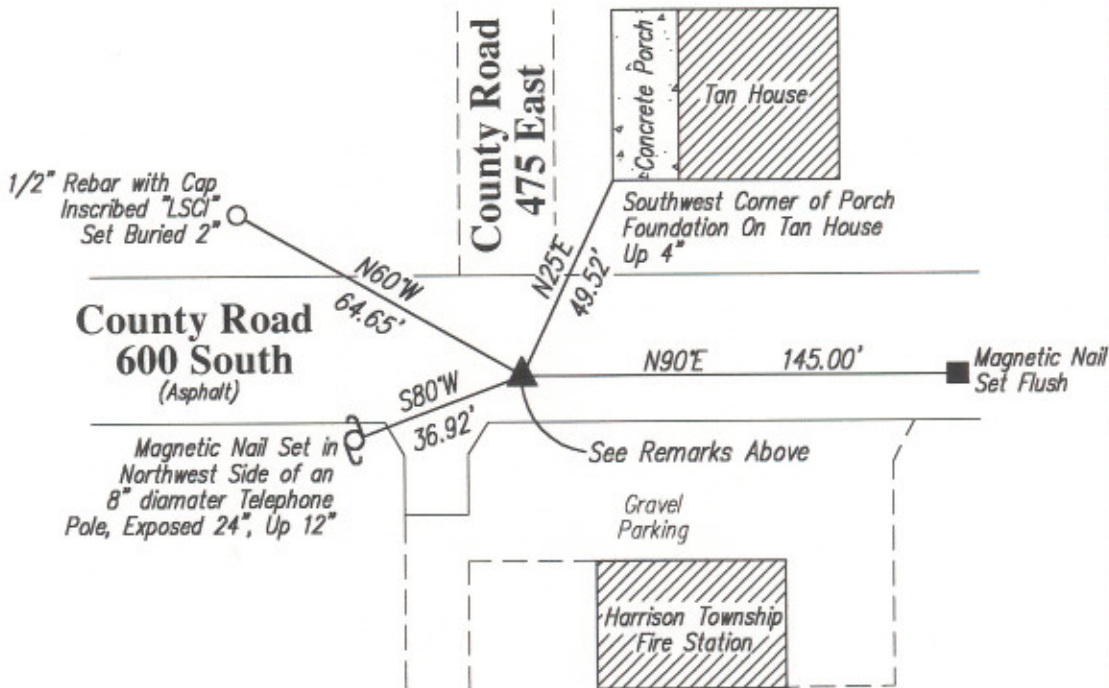 County Road
475 East
Concrete Porch
Tan House
1/2" Rebar with Cap
Inscribed "LSCI"
Set Buried 2"
Southwest Corner of Porch
Foundation On Tan House
Up 4"
N60°W
64.65'
N25°E
49.52'
County Road
600 South
(Asphalt)
N90°E 145.00'
Magnetic Nail
Set Flush
S80°W
36.92'
See Remarks Above
Magnetic Nail Set in
Northwest Side of an
8" diamater Telephone
Pole, Exposed 24", Up 12"
Gravel
Parking
Harrison Township
Fire Station